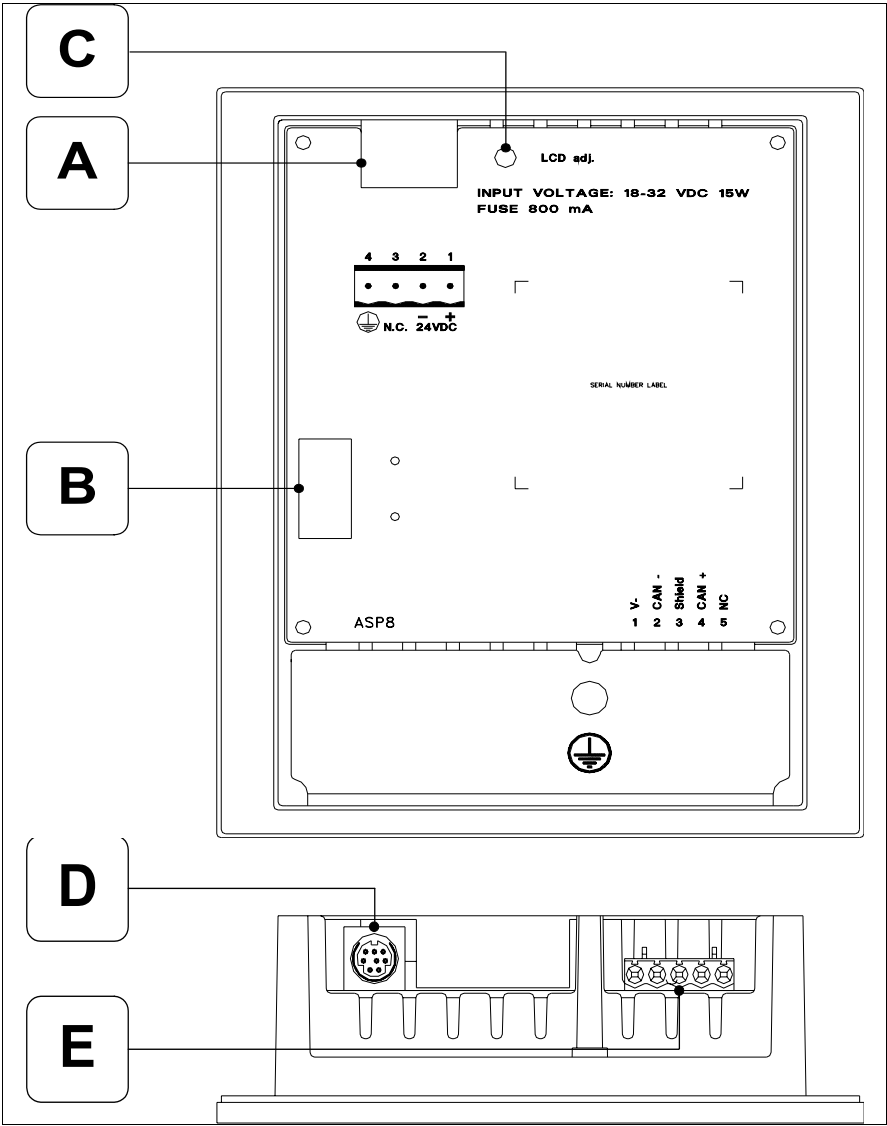 C
A
LCD adj.
INPUT VOLTAGE: 18-32 VDC 15W
FUSE 800 mA
4 3 2 1
- +
N.C. 24VDC
SERIAL NUMBER LABEL
B
V- CAN - Shield CAN + NC
1 2 3 4 5
ASP8
D
E